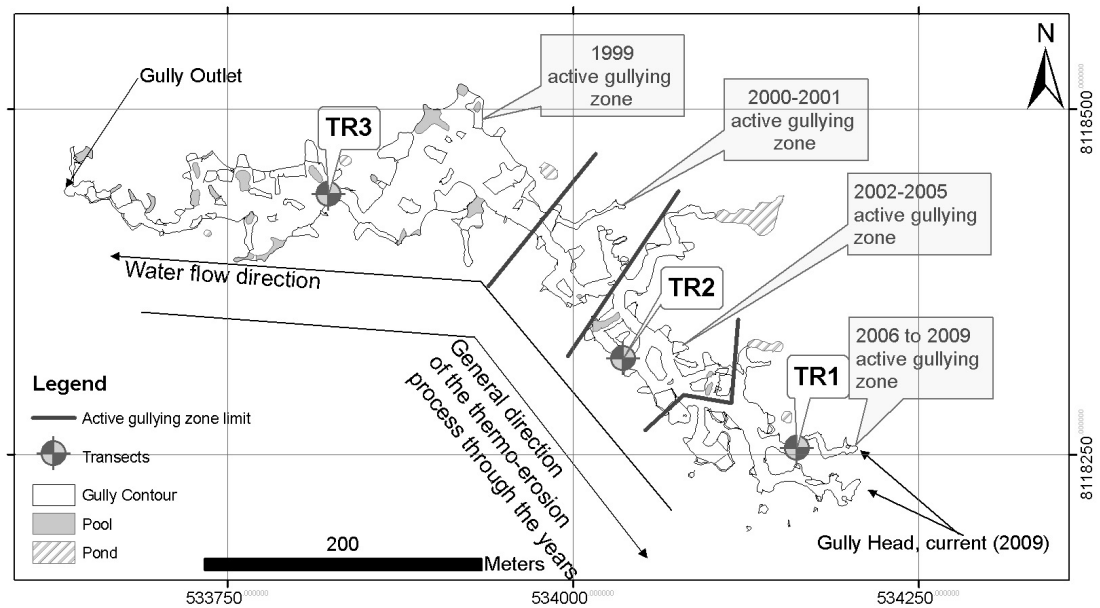 N
Gully Outlet
1999
active gullying
zone
2000-2001
active gullying
zone
2002-2005
active gullying
zone
2006 to 2009
active gullying
zone
TR3
TR2
TR1
Water flow direction
General direction
of the thermo-erosion
process through the years
Gully Head, current (2009)
Legend
Active gullying zone limit
Transects
Gully Contour
Pool
Pond
200
Meters
533750
534000
534250
8118500
8118250